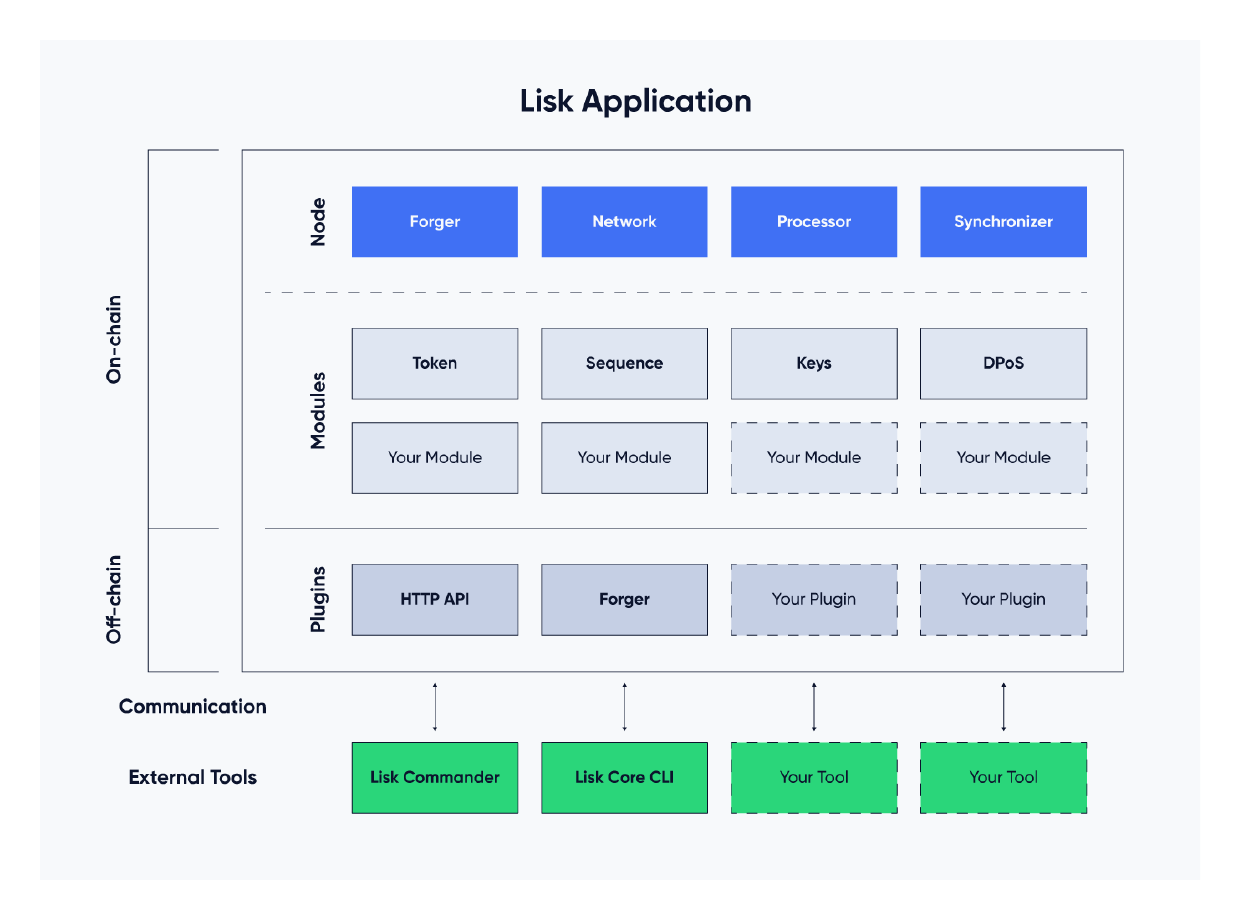 Lisk Application
On-chain
Node
Forger
Network
Processor
Synchronizer
Modules
Token
Sequence
Keys
DPoS
Your Module
Your Module
Your Module
Your Module
Off-chain
Plugins
HTTP API
Forger
Your Plugin
Your Plugin
Communication
External Tools
Lisk Commander
Lisk Core CLI
Your Tool
Your Tool